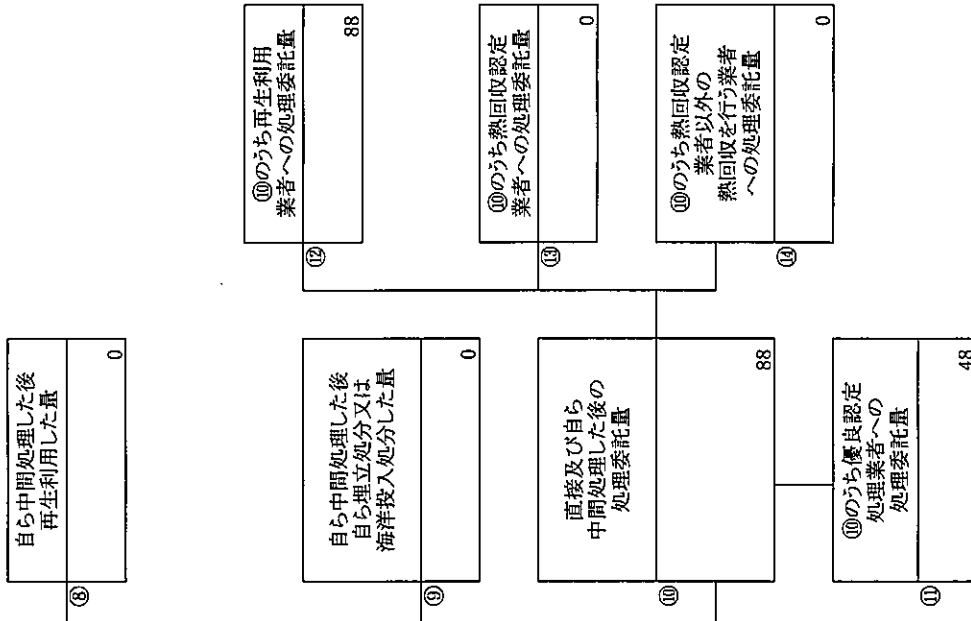 ⑧
自ら中間処理した後
再生利用した量
0
⑨
自ら中間処理した後
自ら埋立処分又は
海洋投入処分した量
0
⑩
直接及び自ら
中間処理した後の
処理委託量
88
⑪
⑩のうち優良認定
処理業者への
処理委託量
48
⑫
⑩のうち再生利用
業者への処理委託量
88
⑬
⑩のうち熱回収認定
業者への処理委託量
0
⑭
⑩のうち熱回収認定
業者以外の
熱回収を行う業者
への処理委託量
0